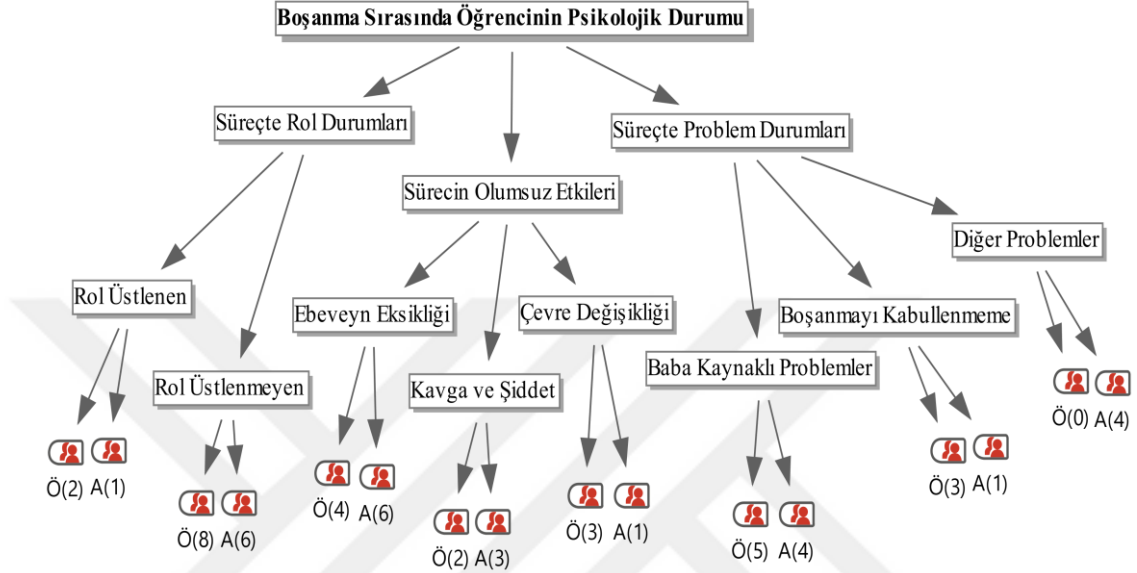 Boşanma Sırasında Öğrencinin Psikolojik Durumu
Süreçte Rol Durumları
Süreçte Problem Durumları
Sürecin Olumsuz Etkileri
Diğer Problemler
Rol Üstlenen
Ebeveyn Eksikliği
Çevre Değişikliği
Boşanmayı Kabullenmeme
Rol Üstlenmeyen
Kavga ve Şiddet
Baba Kaynaklı Problemler
Ö(0) A(4)
Ö(2) A(1)
Ö(8) A(6)
Ö(4) A(6)
Ö(2) A(3)
Ö(3) A(1)
Ö(5) A(4)
Ö(3) A(1)